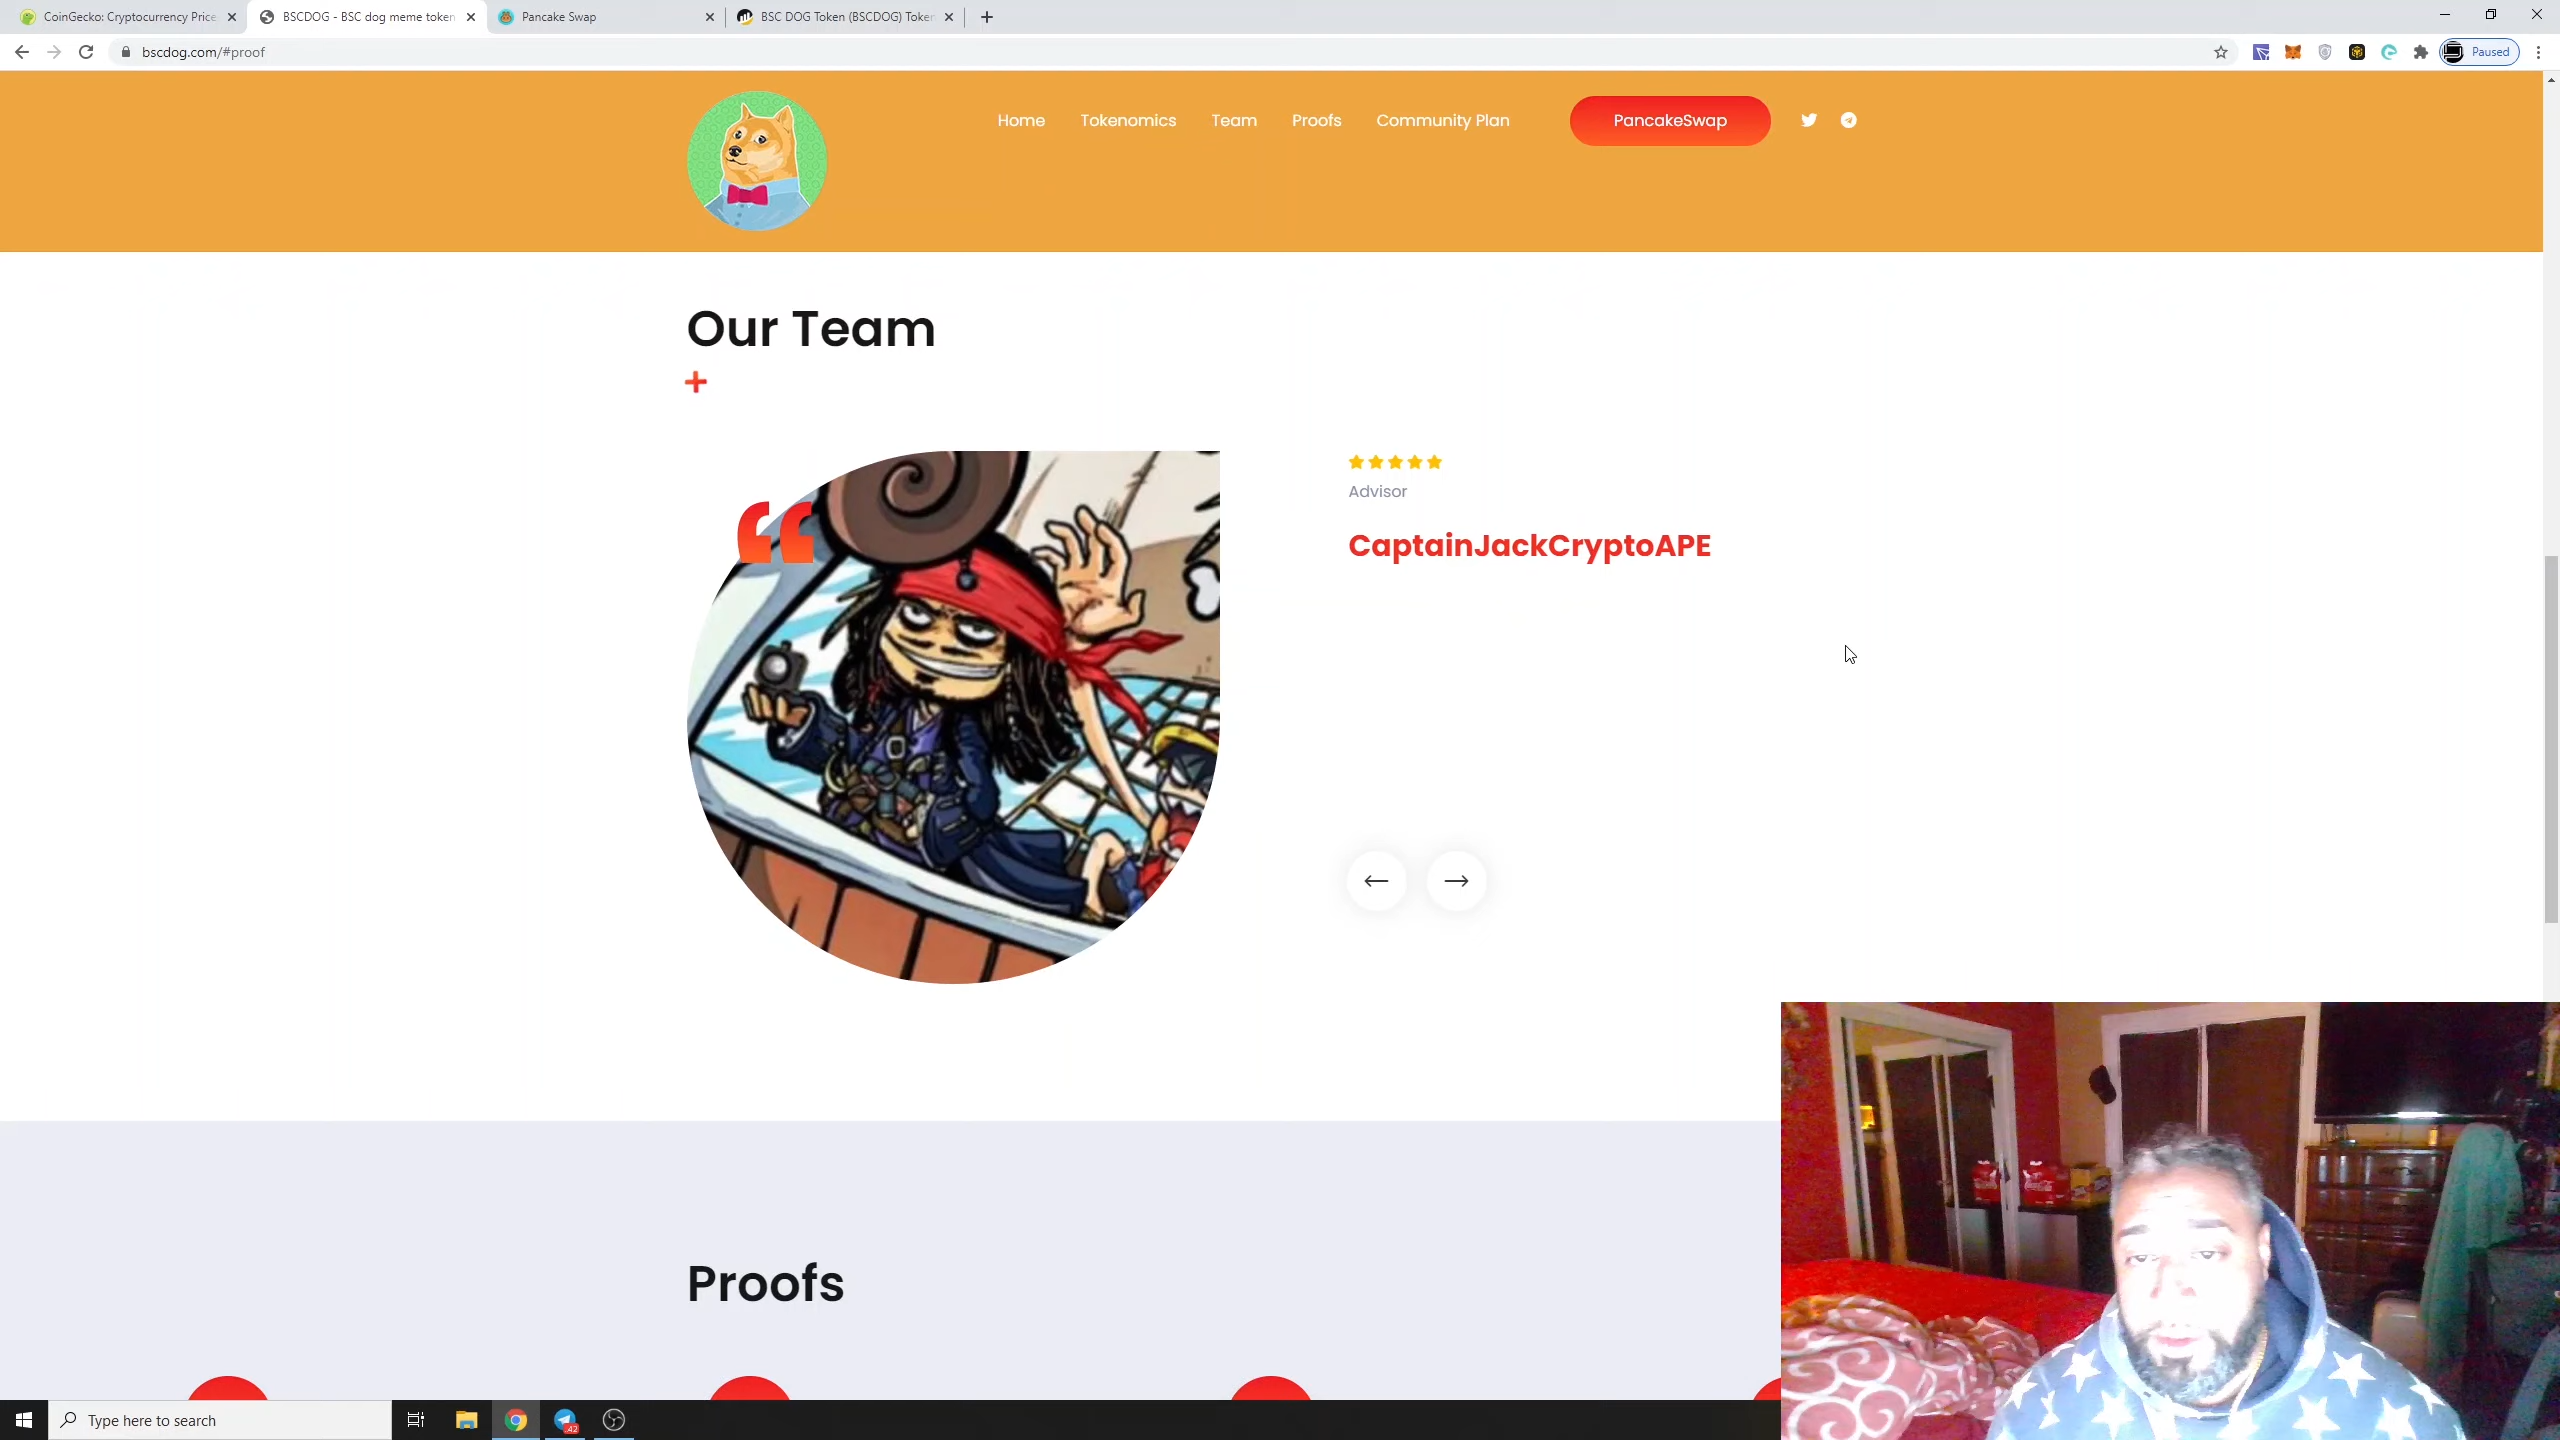 CoinGecko: Cryptocurrency Price
BSCDOG - BSC dog meme token
Pancake Swap
BSC DOG Token (BSCDOG) Token
bscdog.com/#proof
Paused
Home
Tokenomics
Team
Proofs
Community Plan
PancakeSwap
Our Team
Advisor
CaptainJackCryptoAPE
Proofs
Type here to search
42